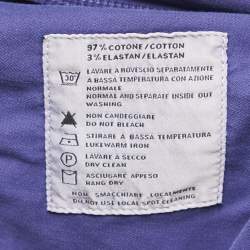 97% COTONE/COTTON
3% ELASTAN/ELASTAN
30°
LAVARE A ROVESCIO SEPARATAMENTE
A BASSA TEMPERATURA CON AZIONE
NORMALE
NORMAL AND SEPARATE INSIDE OUT
WASHING
NON CANDEGGIARE
DO NOT BLEACH
STIRARE A BASSA TEMPERATURA
LUKEWARM IRON
LAVARE A SECCO
DRY CLEAN
ASCIUGARE APPESO
HANG DRY
NON SMACCHIARE LOCALMENTE
DO NOT USE LOCAL SPOT CLEANING